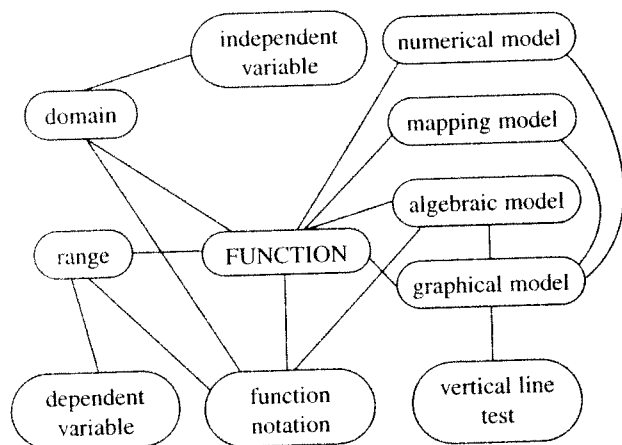 independent
variable
numerical model
domain
mapping model
algebraic model
range
FUNCTION
graphical model
dependent
variable
function
notation
vertical line
test